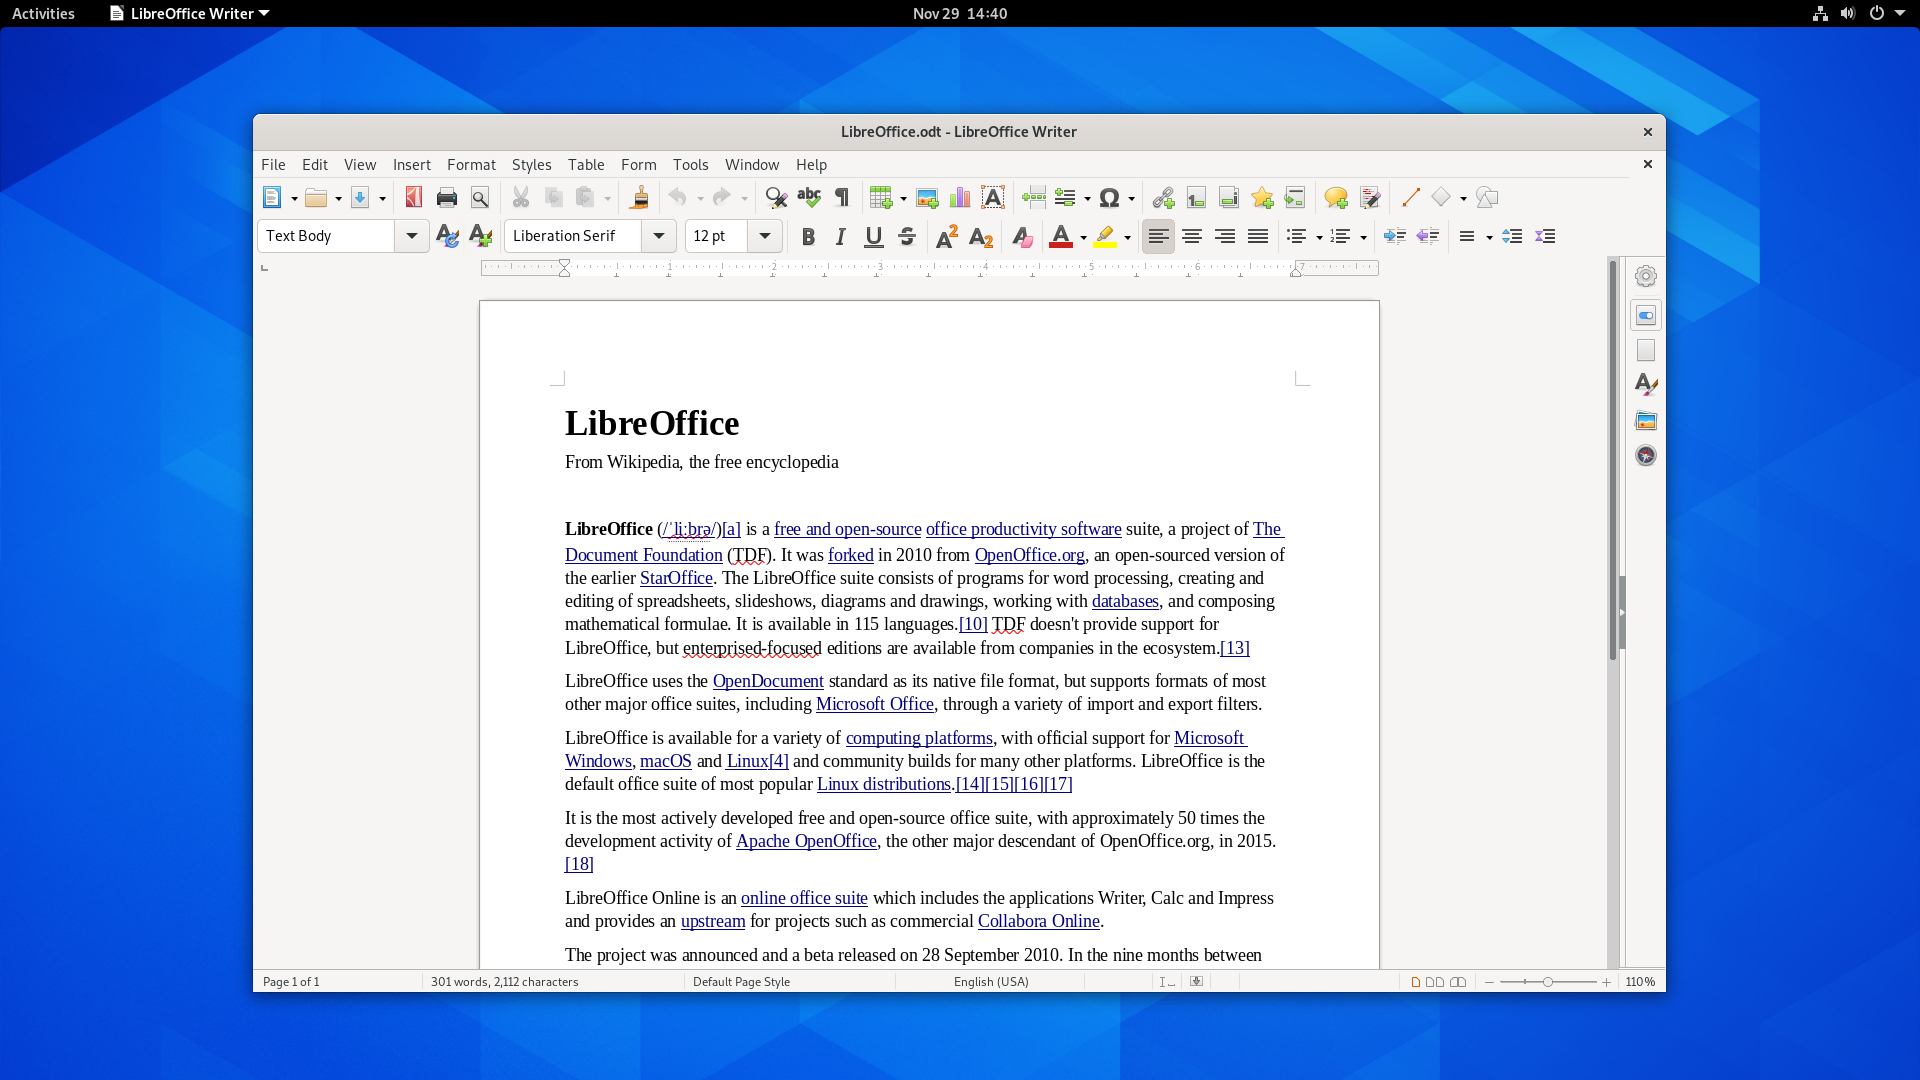 Activities LibreOffice Writer Nov 29 14:40
LibreOffice.odt - LibreOffice Writer
File Edit View Insert Format Styles Table Form Tools Window Help
Text Body Liberation Serif 12 pt
1 2 3 4 5 6 7
LibreOffice
From Wikipedia, the free encyclopedia
LibreOffice (/ˈliːbrə/)[a] is a free and open-source office productivity software suite, a project of The
Document Foundation (TDF). It was forked in 2010 from OpenOffice.org, an open-sourced version of
the earlier StarOffice. The LibreOffice suite consists of programs for word processing, creating and
editing of spreadsheets, slideshows, diagrams and drawings, working with databases, and composing
mathematical formulae. It is available in 115 languages.[10] TDF doesn't provide support for
LibreOffice, but enterprised-focused editions are available from companies in the ecosystem.[13]
LibreOffice uses the OpenDocument standard as its native file format, but supports formats of most
other major office suites, including Microsoft Office, through a variety of import and export filters.
LibreOffice is available for a variety of computing platforms, with official support for Microsoft
Windows, macOS and Linux[4] and community builds for many other platforms. LibreOffice is the
default office suite of most popular Linux distributions.[14][15][16][17]
It is the most actively developed free and open-source office suite, with approximately 50 times the
development activity of Apache OpenOffice, the other major descendant of OpenOffice.org, in 2015.
[18]
LibreOffice Online is an online office suite which includes the applications Writer, Calc and Impress
and provides an upstream for projects such as commercial Collabora Online.
The project was announced and a beta released on 28 September 2010. In the nine months between
Page 1 of 1 301 words, 2,112 characters Default Page Style English (USA) 110%